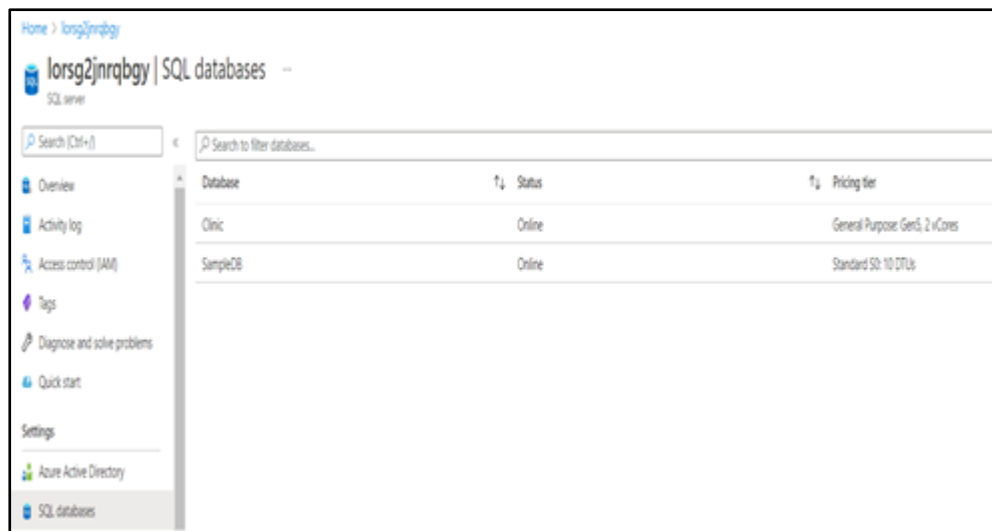 Home > lorsg2jnrqbgy
lorsg2jnrqbgy | SQL databases ...
SQL server
Search (Ctrl+/) «
Search to filter databases...
Overview
Activity log
Access control (IAM)
Tags
Diagnose and solve problems
Quick start
Settings
Azure Active Directory
SQL databases
Database ↑↓ Status ↑↓ Pricing tier
Clinic Online General Purpose: Gen5, 2 vCores
SampleDB Online Standard S0: 10 DTUs